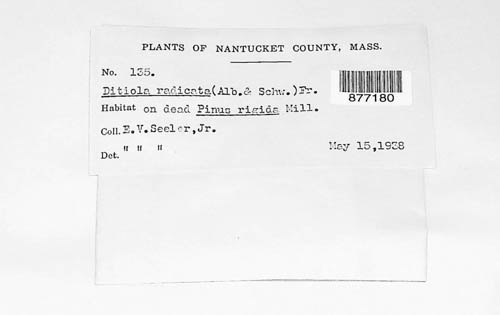 PLANTS OF NANTUCKET COUNTY, MASS.
No. 135.
Ditiola radicata(Alb.& Schw.)Fr.
Habitat on dead Pinus rigida Mill.
877180
Coll. E.V.Seeler,Jr.
Det. " " " May 15,1938